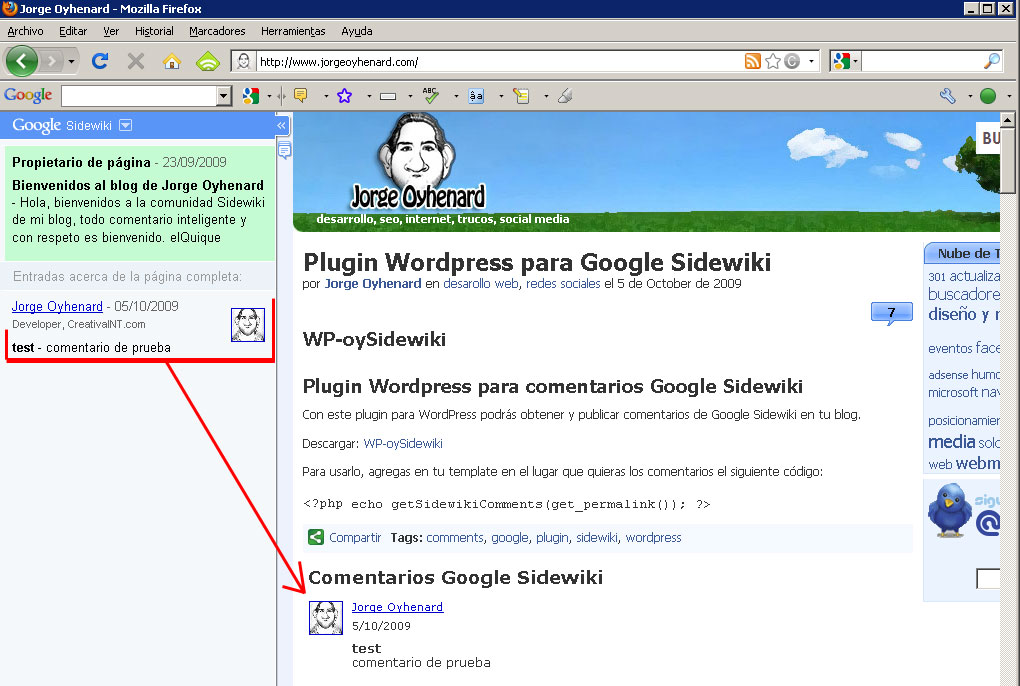 Jorge Oyhenard - Mozilla Firefox
Archivo Editar Ver Historial Marcadores Herramientas Ayuda
http://www.jorgeoyhenard.com/
Google
ABC
âa
Google Sidewiki
«
Propietario de página - 23/09/2009
Bienvenidos al blog de Jorge Oyhenard
- Hola, bienvenidos a la comunidad Sidewiki
de mi blog, todo comentario inteligente y
con respeto es bienvenido. elQuique
Entradas acerca de la página completa:
Jorge Oyhenard - 05/10/2009
Developer, CreativaINT.com
test - comentario de prueba
Jorge Oyhenard
desarrollo, seo, internet, trucos, social media
BU
Plugin Wordpress para Google Sidewiki
por Jorge Oyhenard en desarollo web, redes sociales el 5 de October de 2009
7
WP-oySidewiki
Plugin Wordpress para comentarios Google Sidewiki
Con este plugin para WordPress podrás obtener y publicar comentarios de Google Sidewiki en tu blog.
Descargar: WP-oySidewiki
Para usarlo, agregas en tu template en el lugar que quieras los comentarios el siguiente código:
<?php echo getSidewikiComments(get_permalink()); ?>
Compartir Tags: comments, google, plugin, sidewiki, wordpress
Comentarios Google Sidewiki
Jorge Oyhenard
5/10/2009
test
comentario de prueba
Nube de T
301 actualiza
buscadore
diseño y r
eventos face
adsense humo
microsoft nav
posicionamier
media solo
web webm
sigu
@